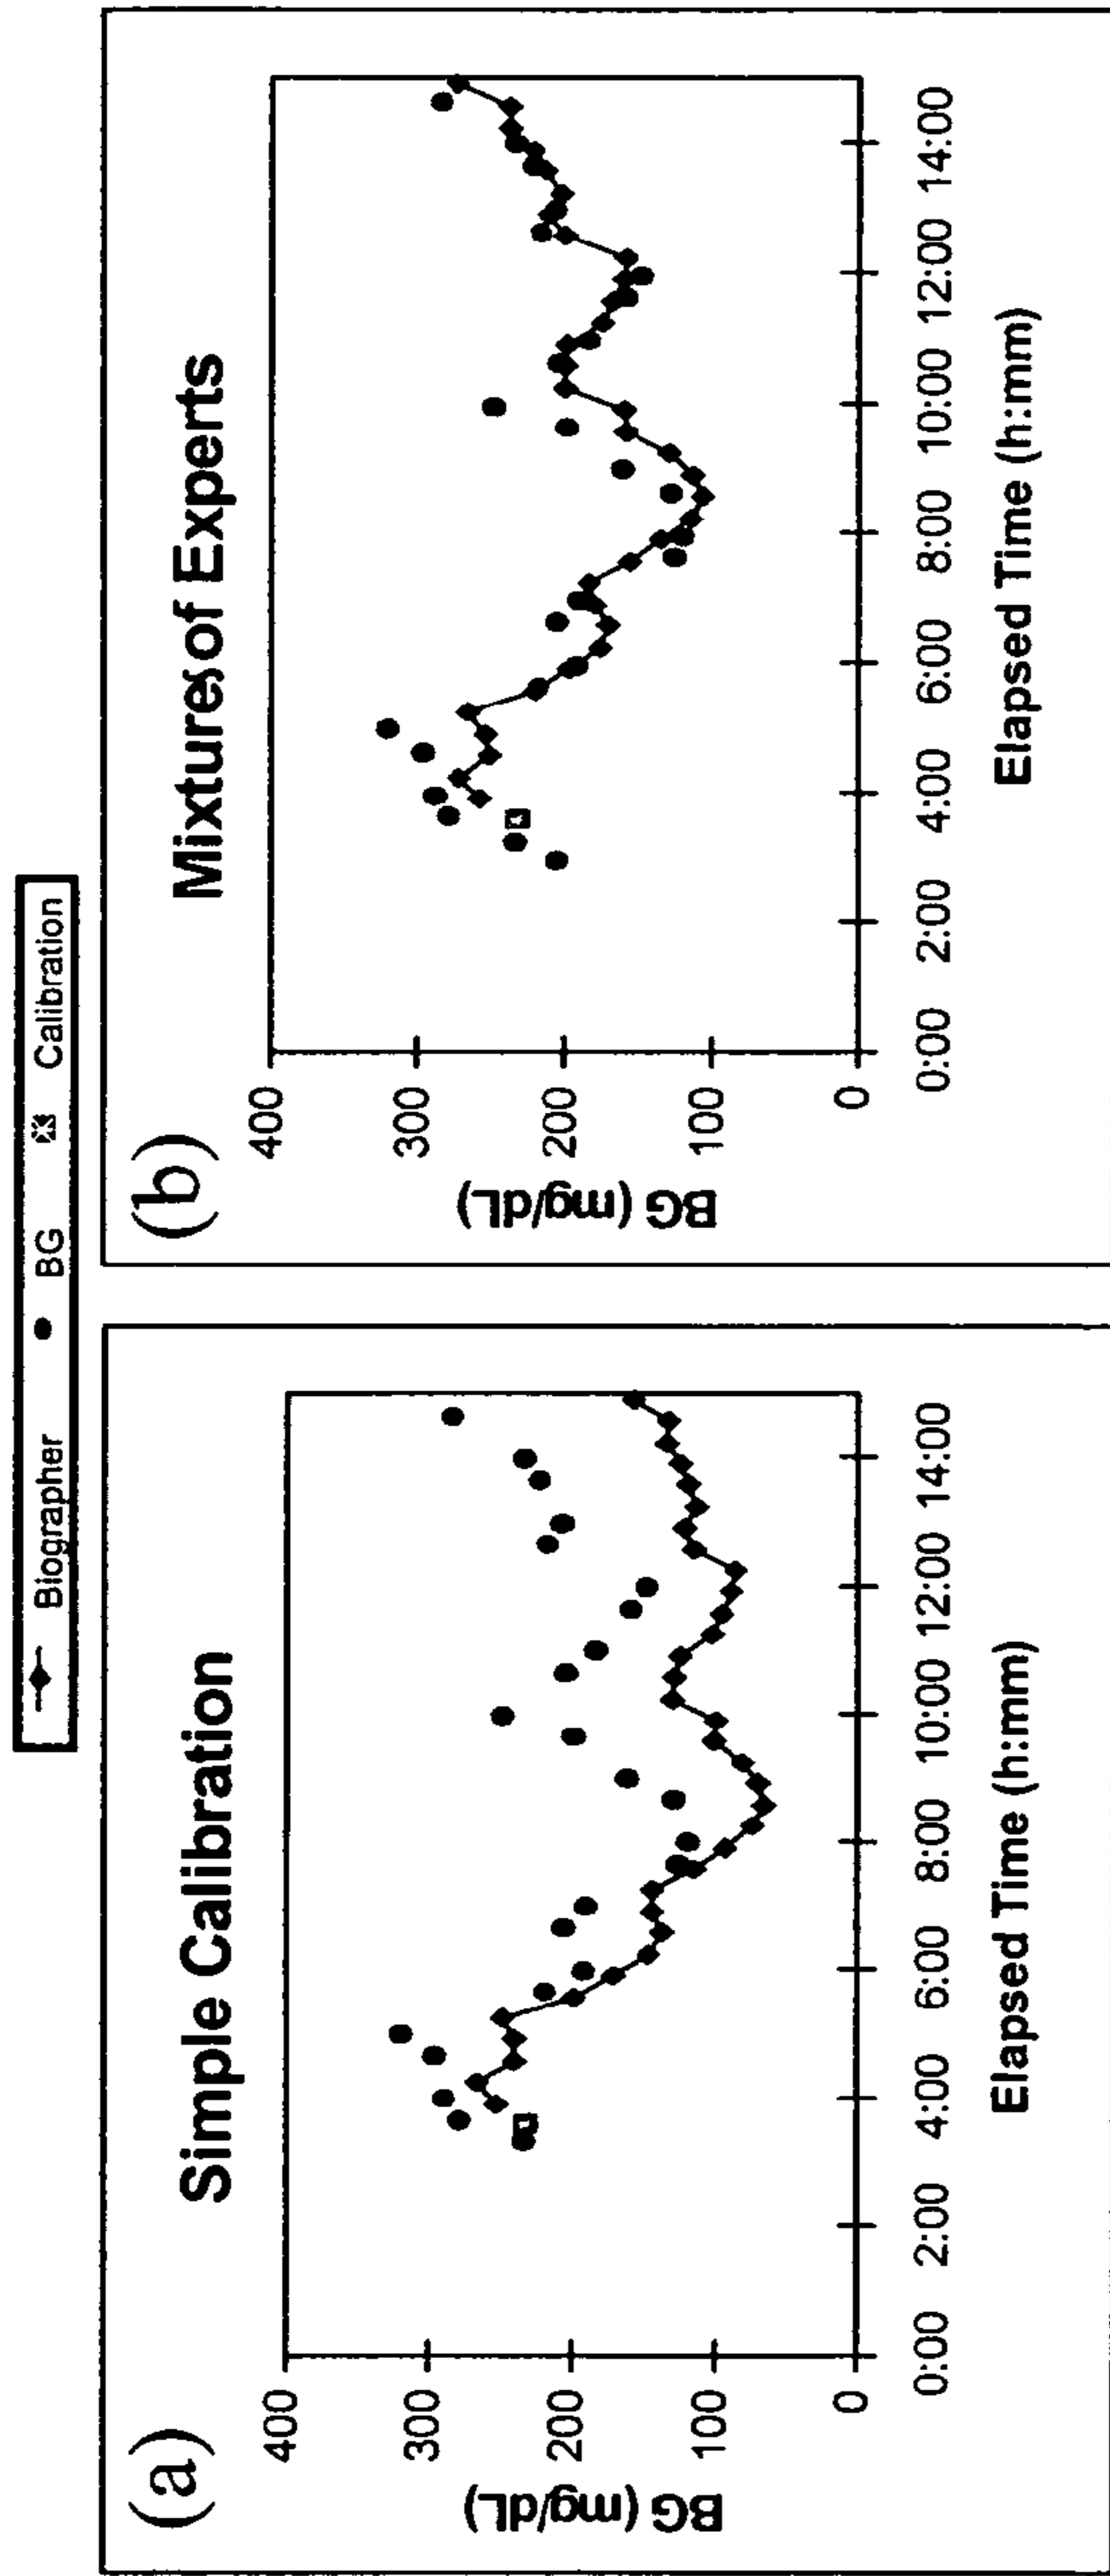 Biographer BG Calibration
(a)
Simple Calibration
BG (mg/dL)
400
300
200
100
0
0:00 2:00 4:00 6:00 8:00 10:00 12:00 14:00
Elapsed Time (h:mm)
(b)
Mixtures of Experts
BG (mg/dL)
400
300
200
100
0
0:00 2:00 4:00 6:00 8:00 10:00 12:00 14:00
Elapsed Time (h:mm)